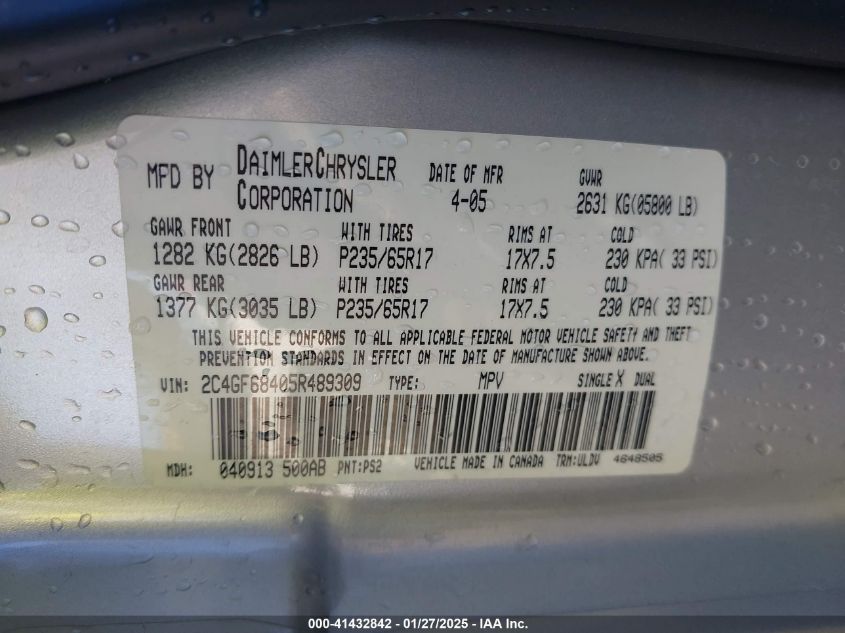 MFD BY DAIMLERCHRYSLER CORPORATION DATE OF MFR 4-05 GVWR 2631 KG(05800 LB)
GAWR FRONT WITH TIRES RIMS AT COLD
1282 KG(2826 LB) P235/65R17 17X7.5 230 KPA( 33 PSI)
GAWR REAR WITH TIRES RIMS AT COLD
1377 KG(3035 LB) P235/65R17 17X7.5 230 KPA( 33 PSI)
THIS VEHICLE CONFORMS TO ALL APPLICABLE FEDERAL MOTOR VEHICLE SAFETY AND THEFT
PREVENTION STANDARDS IN EFFECT ON THE DATE OF MANUFACTURE SHOWN ABOVE.
VIN: 2C4GF68405R489309 TYPE: MPV SINGLE X DUAL
MDH: 040913 500AB PNT:PS2 VEHICLE MADE IN CANADA TRM:ULDV 4648505
000-41432842 / 01/27/2025 - IAA Inc.